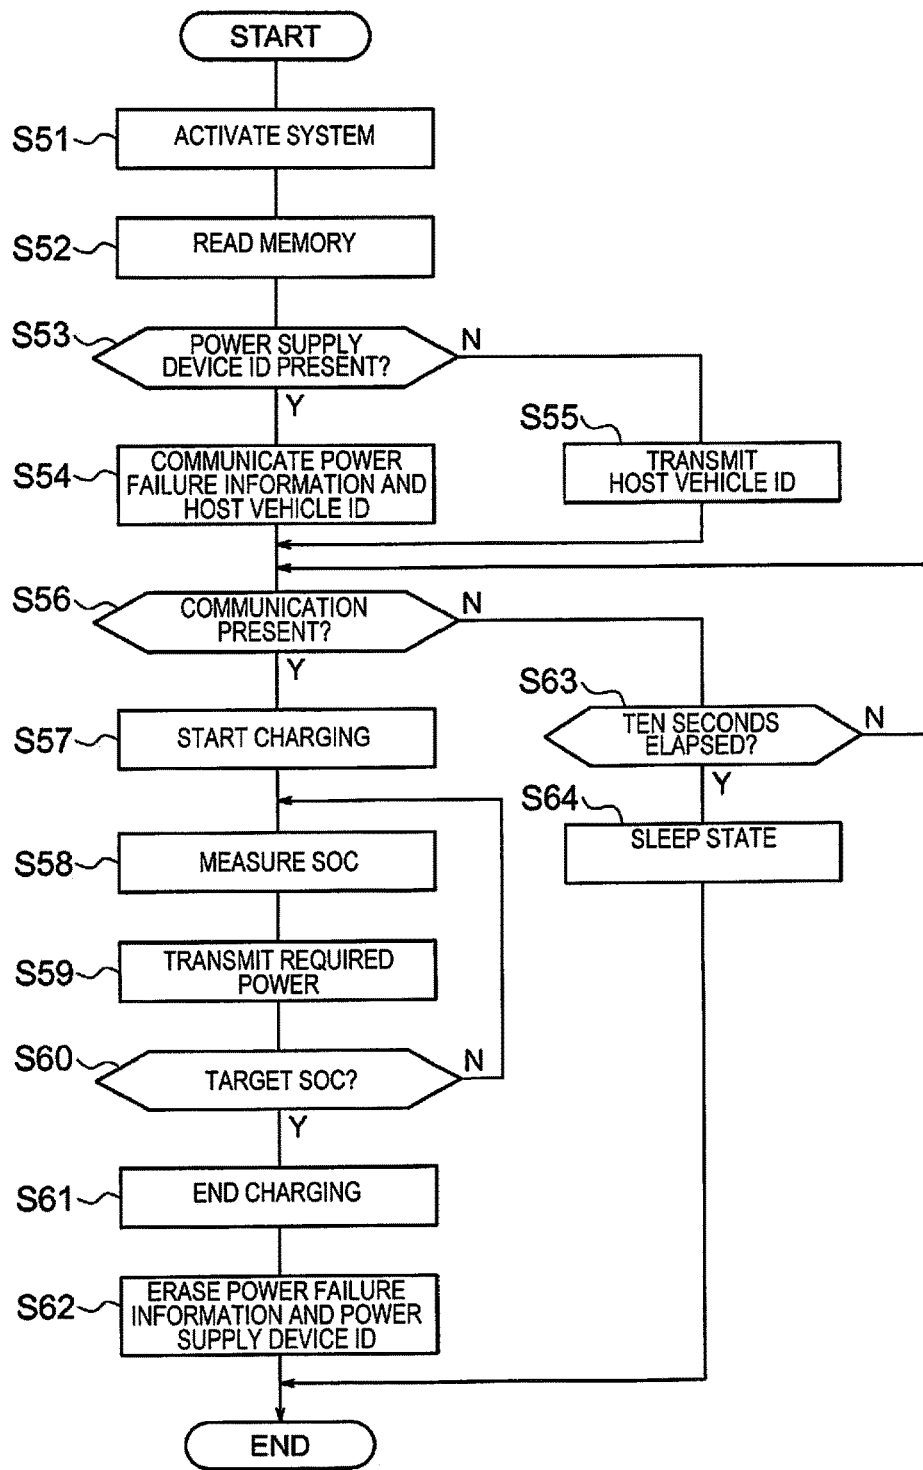 START
S51
ACTIVATE SYSTEM
S52
READ MEMORY
S53
POWER SUPPLY
DEVICE ID PRESENT?
N
Y
S54
COMMUNICATE POWER
FAILURE INFORMATION AND
HOST VEHICLE ID
S55
TRANSMIT
HOST VEHICLE ID
S56
COMMUNICATION
PRESENT?
N
Y
S57
START CHARGING
S63
TEN SECONDS
ELAPSED?
N
Y
S64
SLEEP STATE
S58
MEASURE SOC
S59
TRANSMIT REQUIRED
POWER
S60
TARGET SOC?
N
Y
S61
END CHARGING
S62
ERASE POWER FAILURE
INFORMATION AND POWER
SUPPLY DEVICE ID
END